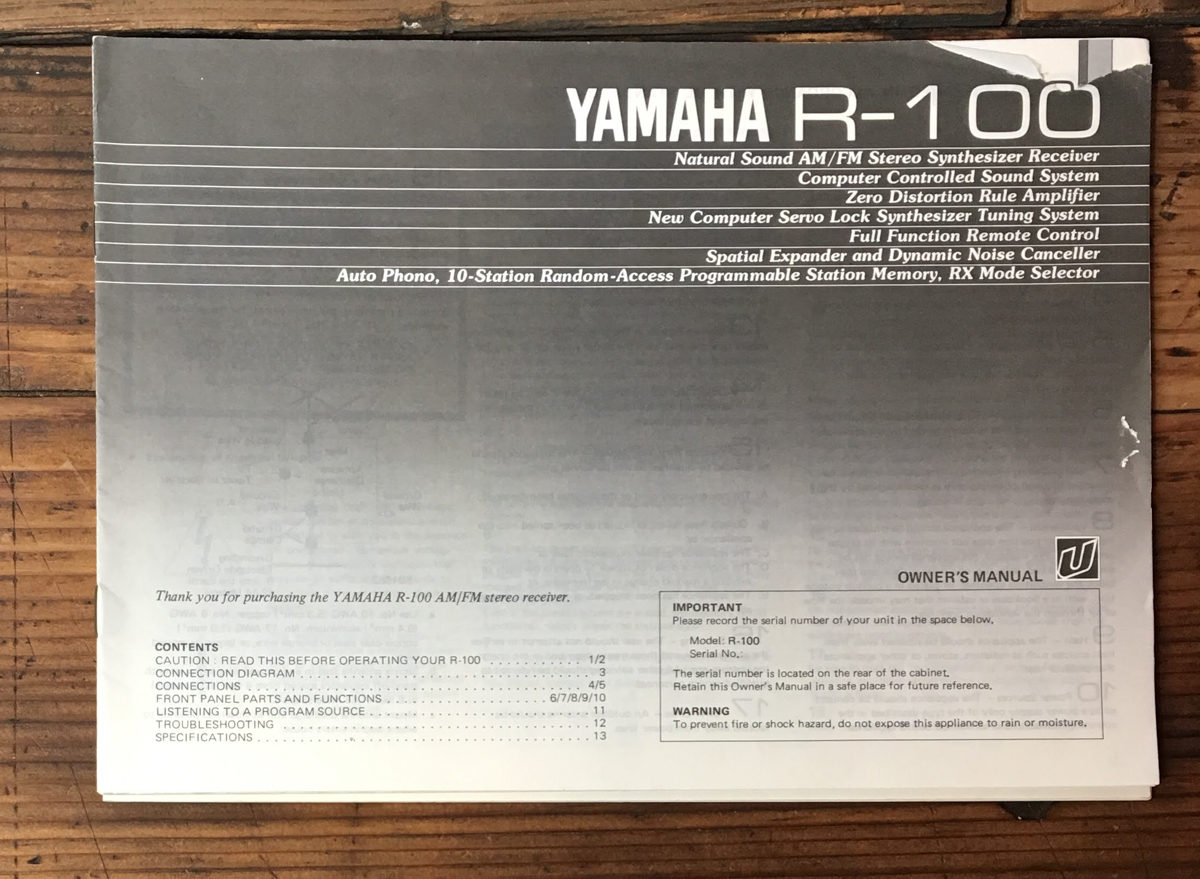 YAMAHA R-100
Natural Sound AM/FM Stereo Synthesizer Receiver
Computer Controlled Sound System
Zero Distortion Rule Amplifier
New Computer Servo Lock Synthesizer Tuning System
Full Function Remote Control
Spatial Expander and Dynamic Noise Canceller
Auto Phono, 10-Station Random-Access Programmable Station Memory, RX Mode Selector
OWNER'S MANUAL U
Thank you for purchasing the YAMAHA R-100 AM/FM stereo receiver.
CONTENTS
CAUTION : READ THIS BEFORE OPERATING YOUR R-100 . . . . . . . . . . . 1/2
CONNECTION DIAGRAM . . . . . . . . . . . . . . . . . . . . . . . . . . . . . . . . . . . 3
CONNECTIONS . . . . . . . . . . . . . . . . . . . . . . . . . . . . . . . . . . . . . . . . 4/5
FRONT PANEL PARTS AND FUNCTIONS . . . . . . . . . . . . . . . . . . 6/7/8/9/10
LISTENING TO A PROGRAM SOURCE . . . . . . . . . . . . . . . . . . . . . . . . . 11
TROUBLESHOOTING . . . . . . . . . . . . . . . . . . . . . . . . . . . . . . . . . . . . 12
SPECIFICATIONS . . . . . . . . . . . . . . . . . . . . . . . . . . . . . . . . . . . . . . . 13
IMPORTANT
Please record the serial number of your unit in the space below.
Model: R-100
Serial No.:
The serial number is located on the rear of the cabinet.
Retain this Owner's Manual in a safe place for future reference.
WARNING
To prevent fire or shock hazard, do not expose this appliance to rain or moisture.